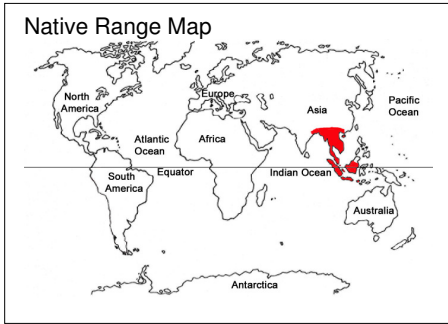 Native Range Map
North
America
Europe
Asia
Pacific
Ocean
Atlantic
Ocean
Africa
South
America
Equator
Indian Ocean
Australia
Antarctica